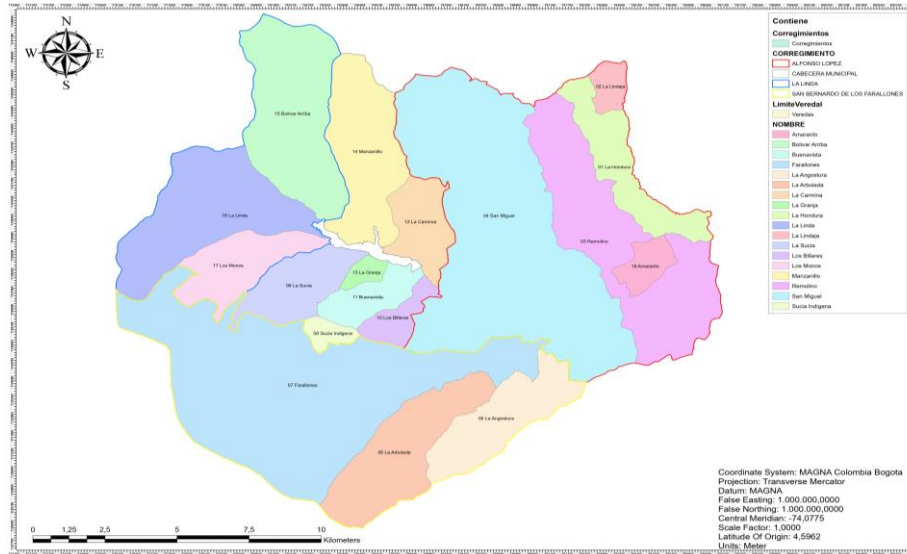 N
W
E
S
Contiene
Corregimientos
Corregimientos
CORREGIMIENTO
ALFONSO LOPEZ
CABECERA MUNICIPAL
LA LINDA
SAN BERNARDO DE LOS FARALLONES
LimiteVeredal
Veredas
NOMBRE
Amaranto
Bolivar Arriba
Buenavista
Farallones
La Angostura
La Arboleda
La Carmina
La Granja
La Hondura
La Linda
La Lindaja
La Sucia
Los Billares
Los Monos
Manzanillo
Remolino
San Miguel
Sucia Indigena
02 La Lindaja
15 Bolivar Arriba
14 Manzanillo
01 La Hondura
16 La Linda
12 La Carmina
04 San Miguel
03 Remolino
17 Los Monos
18 Amaranto
13 La Granja
09 La Sucia
11 Buenavista
10 Los Billares
08 Sucia Indigena
07 Farallones
05 La Angostura
06 La Arboleda
0 1,25 2,5 5 7,5 10
Kilometers
Coordinate System: MAGNA Colombia Bogota
Projection: Transverse Mercator
Datum: MAGNA
False Easting: 1.000.000,0000
False Northing: 1.000.000,0000
Central Meridian: -74,0775
Scale Factor: 1,0000
Latitude Of Origin: 4,5962
Units: Meter